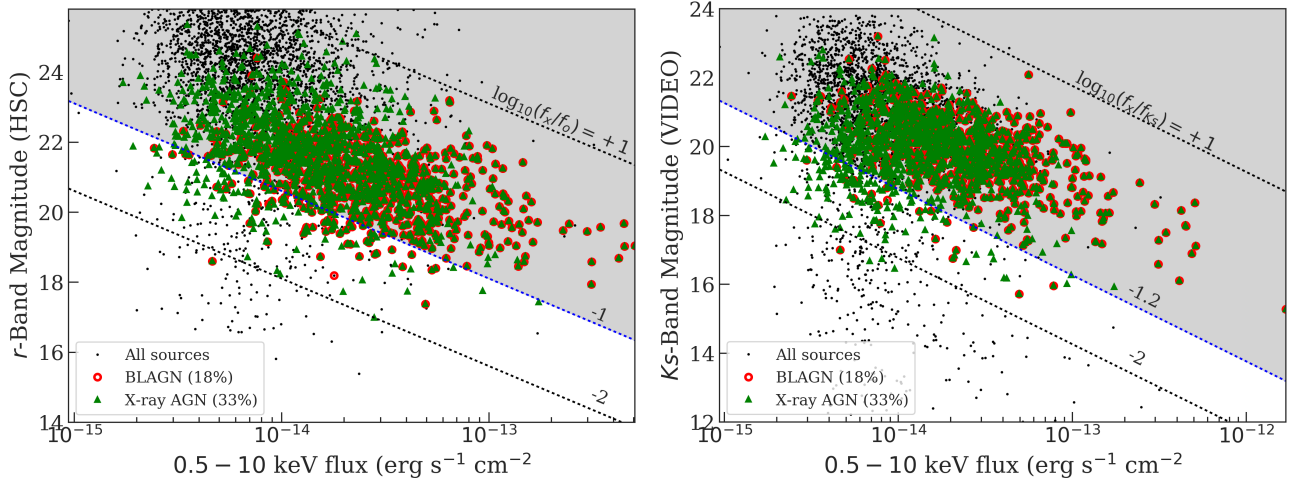 24
22
20
18
16
14
r-Band Magnitude (HSC)
log₁₀(fₓ/fₒ) = +1
-1
-2
All sources
BLAGN (18%)
X-ray AGN (33%)
10⁻¹⁵
10⁻¹⁴
10⁻¹³
0.5 − 10 keV flux (erg s⁻¹ cm⁻²
24
22
20
18
16
14
12
Ks-Band Magnitude (VIDEO)
log₁₀(fₓ/f_Ks) = +1
-1.2
-2
All sources
BLAGN (18%)
X-ray AGN (33%)
10⁻¹⁵
10⁻¹⁴
10⁻¹³
10⁻¹²
0.5 − 10 keV flux (erg s⁻¹ cm⁻²